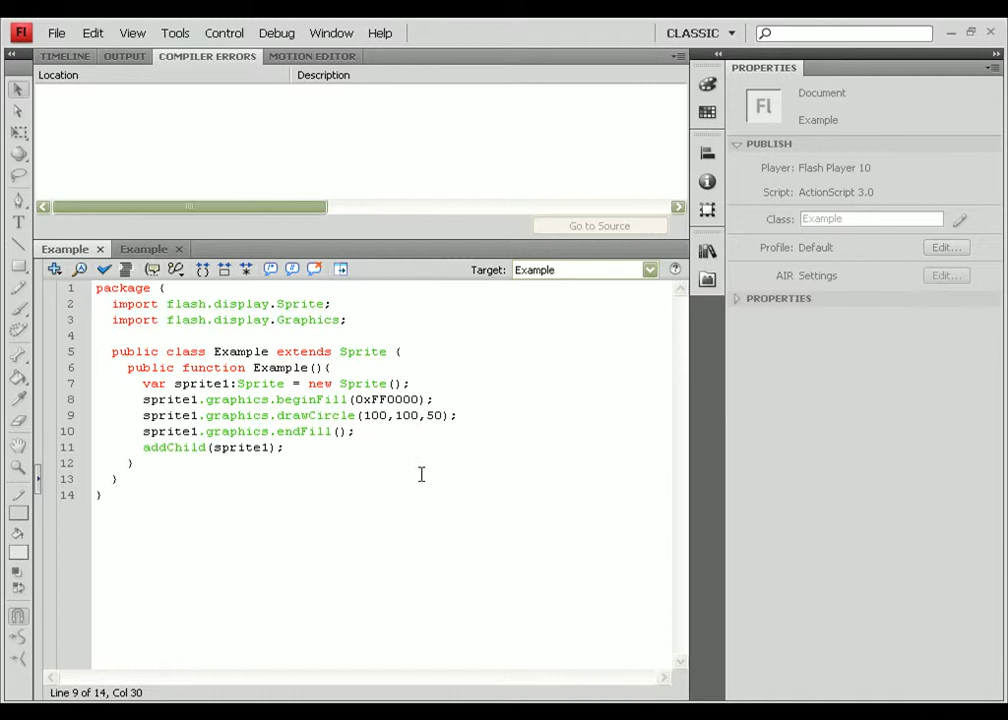 Fl File Edit View Tools Control Debug Window Help CLASSIC
TIMELINE OUTPUT COMPILER ERRORS MOTION EDITOR
Location Description
Go to Source
Example Example
Target: Example
1 package {
2 import flash.display.Sprite;
3 import flash.display.Graphics;
4
5 public class Example extends Sprite {
6 public function Example(){
7 var sprite1:Sprite = new Sprite();
8 sprite1.graphics.beginFill(0xFF0000);
9 sprite1.graphics.drawCircle(100,100,50);
10 sprite1.graphics.endFill();
11 addChild(sprite1);
12 }
13 }
14 }
Line 9 of 14, Col 30
PROPERTIES
Fl
Document
Example
PUBLISH
Player: Flash Player 10
Script: ActionScript 3.0
Class: Example
Profile: Default Edit...
AIR Settings Edit...
PROPERTIES